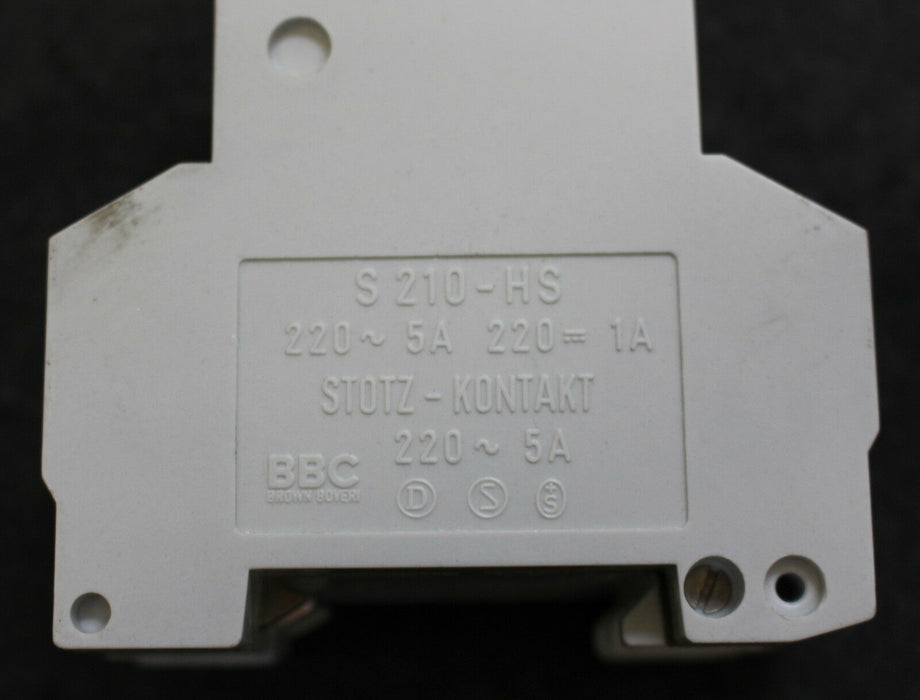 S 210-HS
220~ 5A 220⎓ 1A
STOTZ-KONTAKT
220~ 5A
BBC
BROWN BOVERI
D S +S